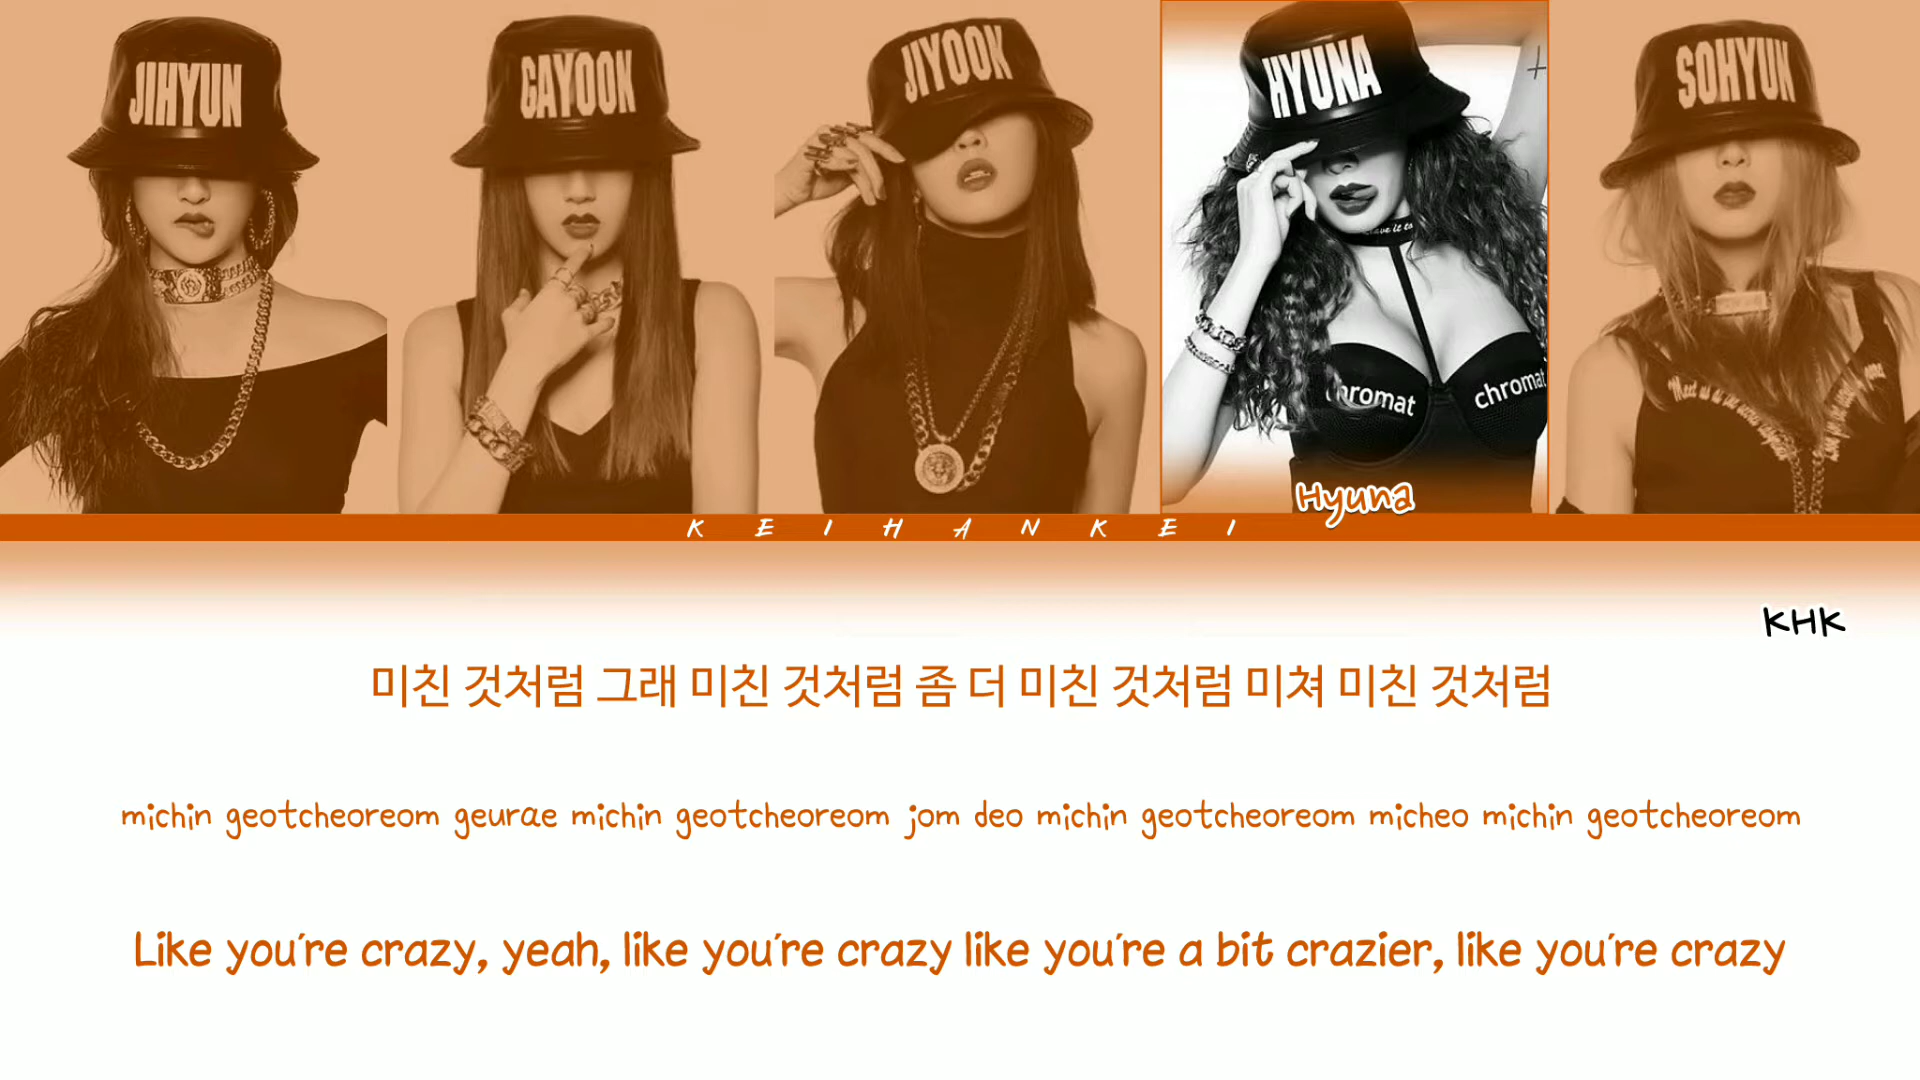 JIHYUN
GAYOON
JIYOON
HYUNA
SOHYUN
chromat
chromat
Hyuna
KEIHANKEI
KHK
미친 것처럼 그래 미친 것처럼 좀 더 미친 것처럼 미쳐 미친 것처럼
michin geotcheoreom geurae michin geotcheoreom jom deo michin geotcheoreom micheo michin geotcheoreom
Like you're crazy, yeah, like you're crazy like you're a bit crazier, like you're crazy